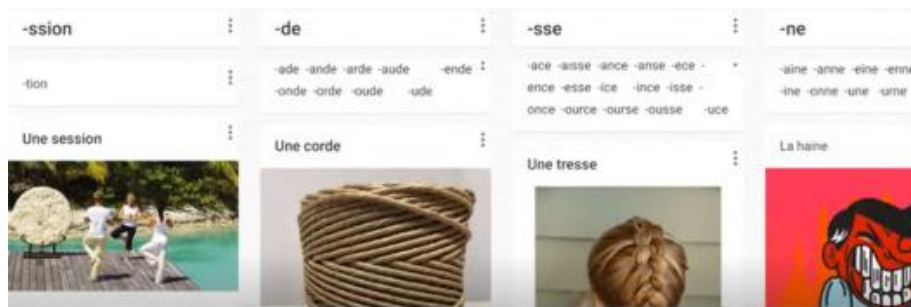 -ssion
-tion
Une session
-de
-ade -ande -arde -aude -ende
-onde -orde -oude -ude
Une corde
-sse
-ace -aisse -ance -anse -ece -
ence -esse -ice -ince -isse -
once -ource -ourse -ousse -uce
Une tresse
-ne
-aine -anne -eine -enne
-ine -onne -une -urne
La haine